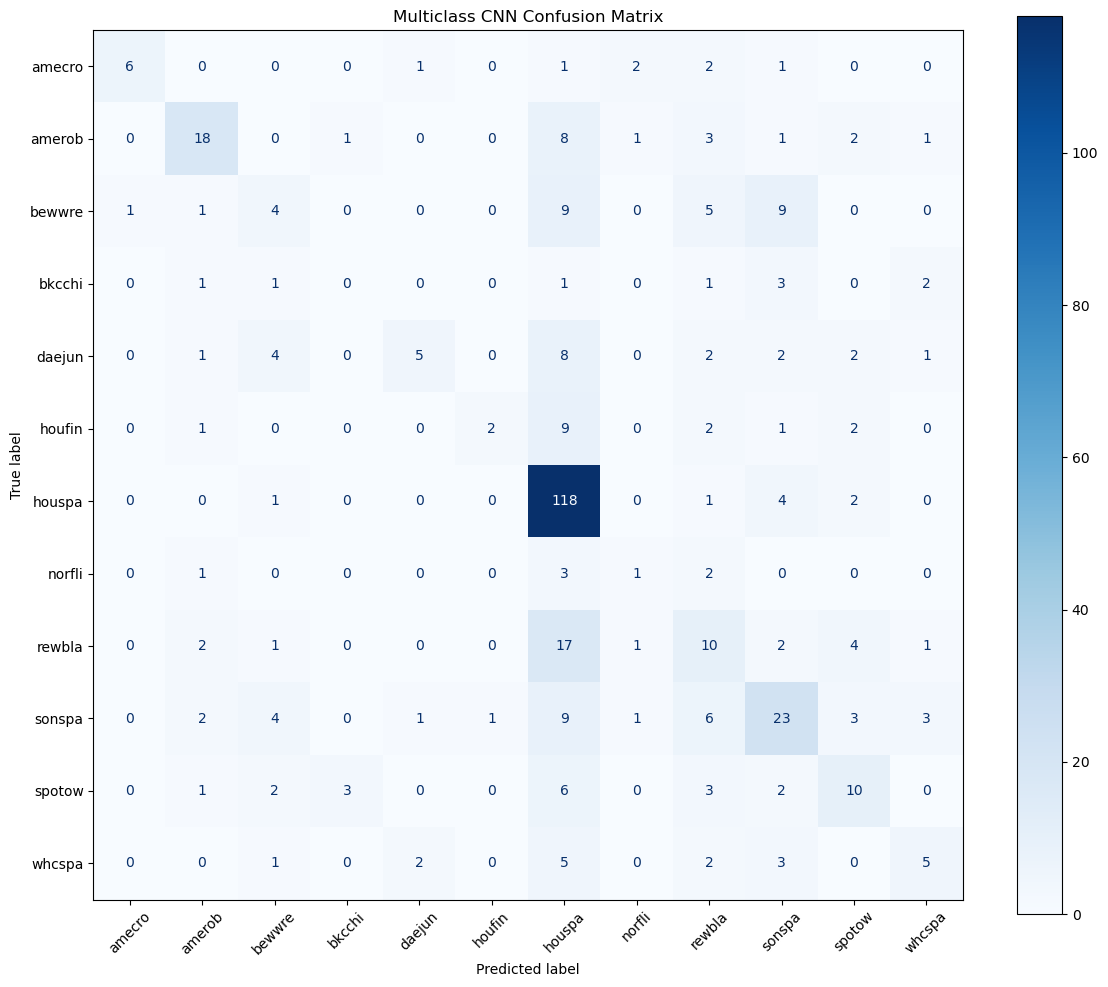 Multiclass CNN Confusion Matrix
amecro 6 0 0 0 1 0 1 2 2 1 0 0
amerob 0 18 0 1 0 0 8 1 3 1 2 1
bewwre 1 1 4 0 0 0 9 0 5 9 0 0
bkcchi 0 1 1 0 0 0 1 0 1 3 0 2
daejun 0 1 4 0 5 0 8 0 2 2 2 1
houfin 0 1 0 0 0 2 9 0 2 1 2 0
houspa 0 0 1 0 0 0 118 0 1 4 2 0
norfli 0 1 0 0 0 0 3 1 2 0 0 0
rewbla 0 2 1 0 0 0 17 1 10 2 4 1
sonspa 0 2 4 0 1 1 9 1 6 23 3 3
spotow 0 1 2 3 0 0 6 0 3 2 10 0
whcspa 0 0 1 0 2 0 5 0 2 3 0 5
amecro amerob bewwre bkcchi daejun houfin houspa norfli rewbla sonspa spotow whcspa
Predicted label
True label
100
80
60
40
20
0